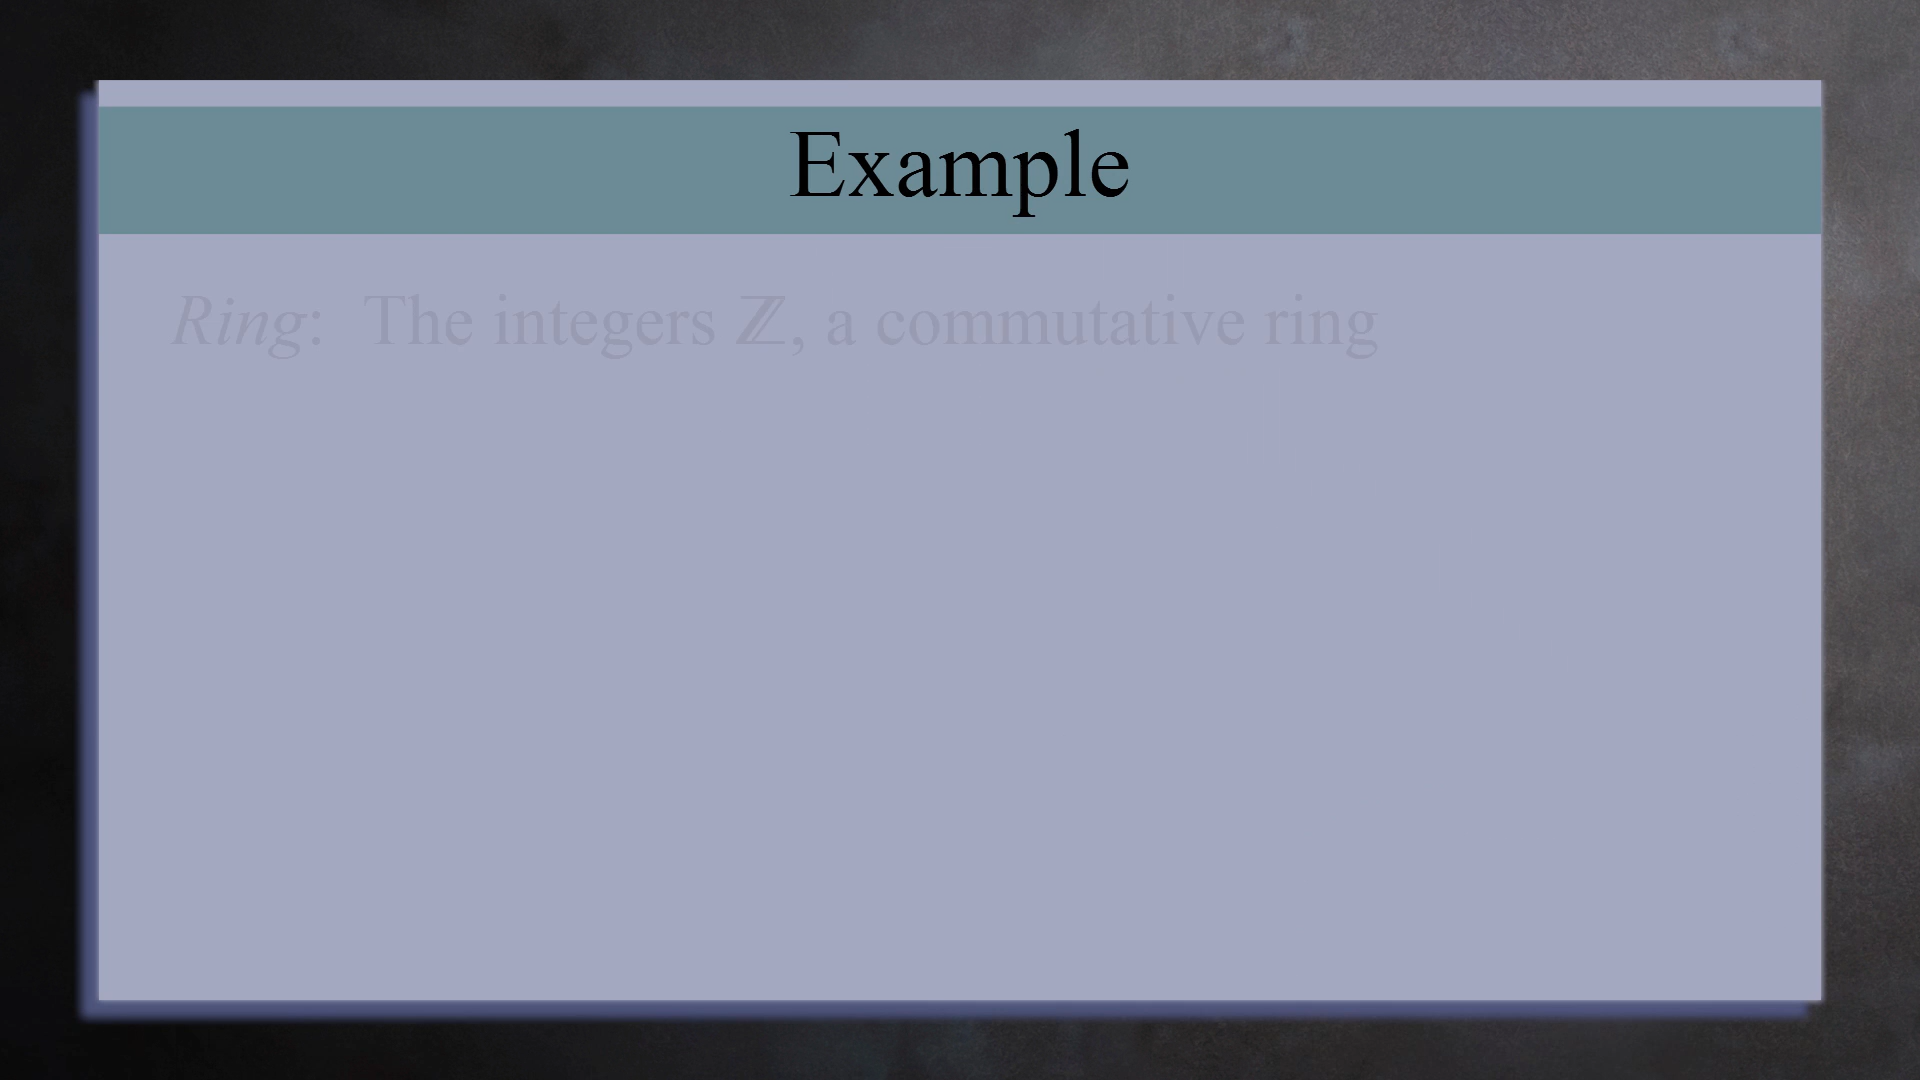 Example
Ring: The integers ℤ, a commutative ring